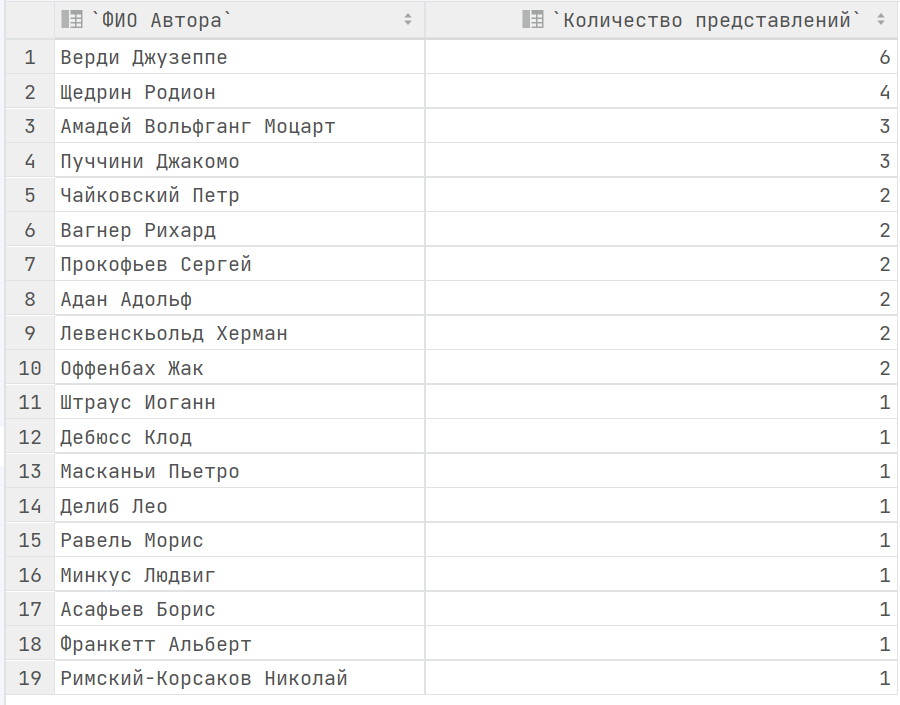 `ФИО Автора` `Количество представлений`
1 Верди Джузеппе 6
2 Щедрин Родион 4
3 Амадей Вольфганг Моцарт 3
4 Пуччини Джакомо 3
5 Чайковский Петр 2
6 Вагнер Рихард 2
7 Прокофьев Сергей 2
8 Адан Адольф 2
9 Левенскьольд Херман 2
10 Оффенбах Жак 2
11 Штраус Иоганн 1
12 Дебюсс Клод 1
13 Масканьи Пьетро 1
14 Делиб Лео 1
15 Равель Морис 1
16 Минкус Людвиг 1
17 Асафьев Борис 1
18 Франкетт Альберт 1
19 Римский-Корсаков Николай 1